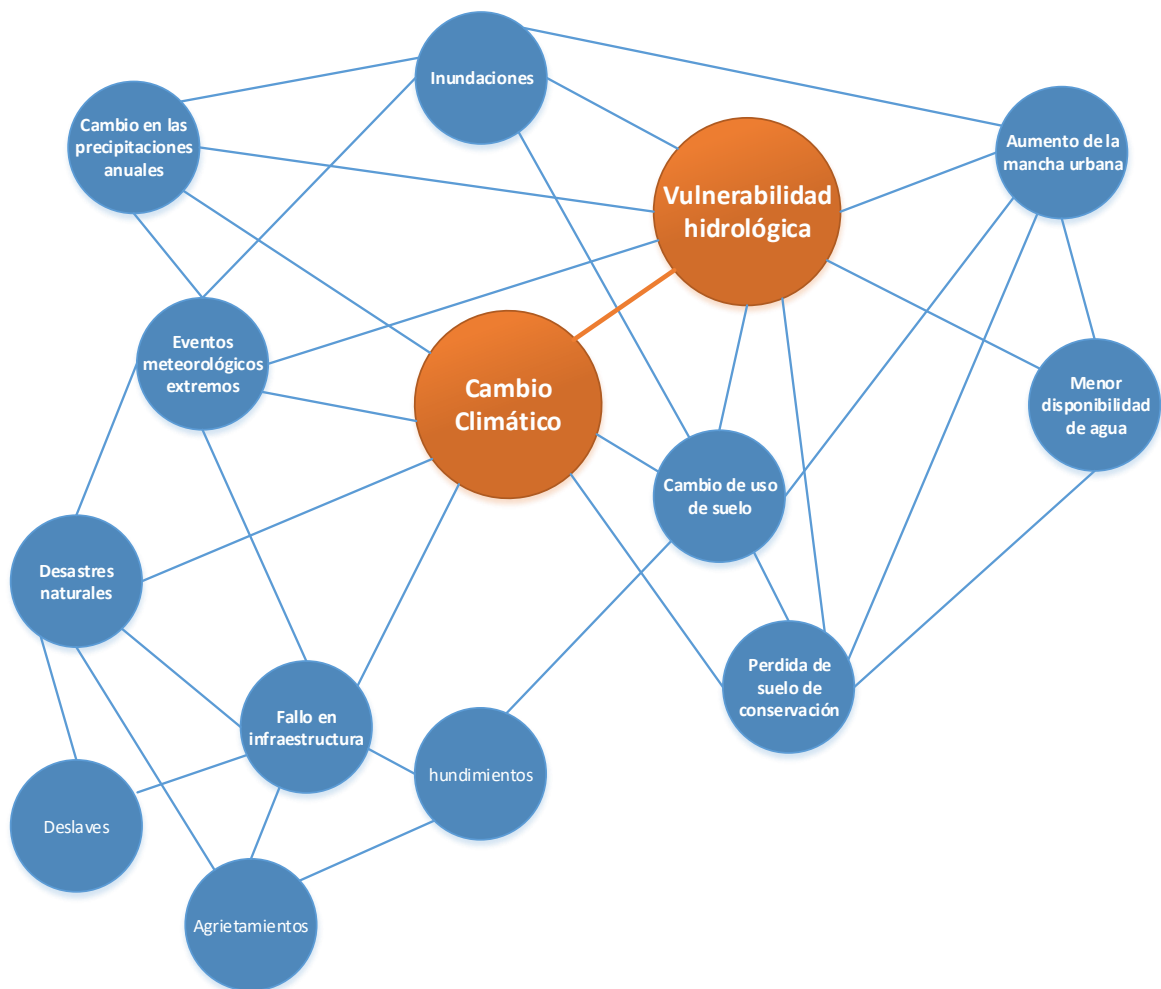 Inundaciones
Cambio en las
precipitaciones
anuales
Aumento de la
mancha urbana
Vulnerabilidad
hidrológica
Eventos
meteorológicos
extremos
Cambio
Climático
Menor
disponibilidad
de agua
Cambio de uso
de suelo
Desastres
naturales
Perdida de
suelo de
conservación
Fallo en
infraestructura
hundimientos
Deslaves
Agrietamientos